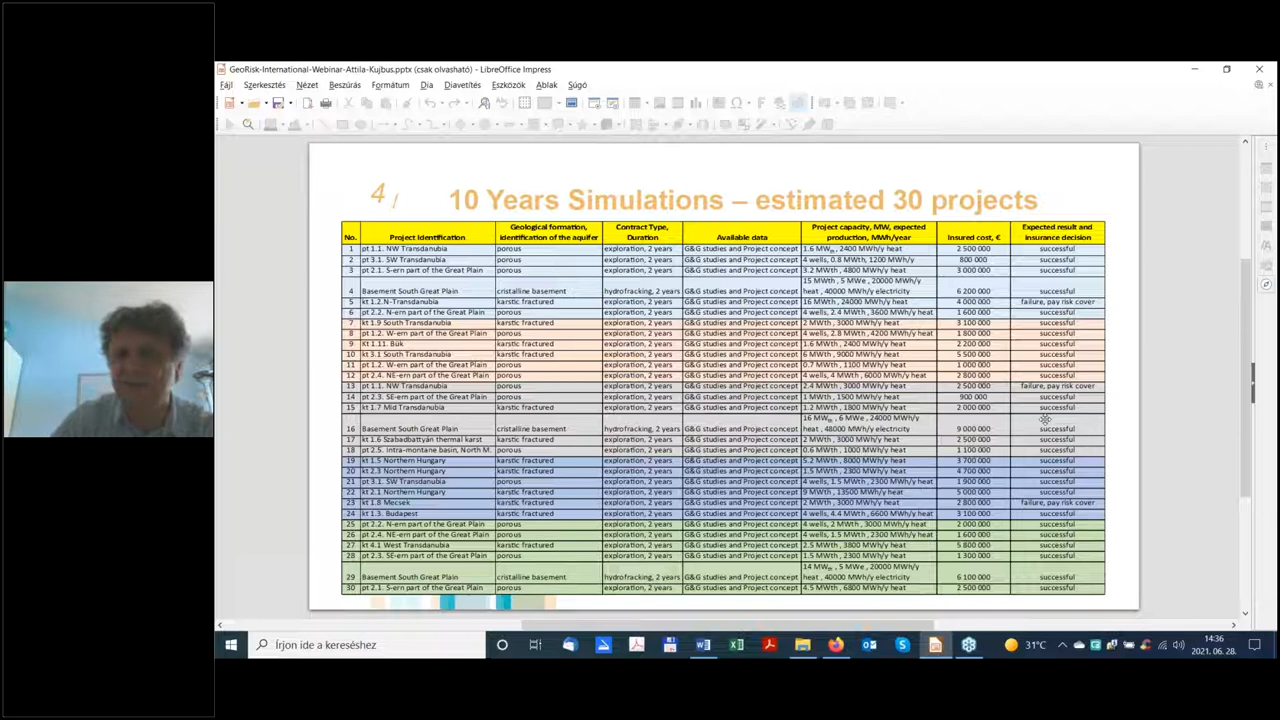 GeoRisk-International-Webinar-Attila-Kujbus.pptx (csak olvasható) - LibreOffice Impress
Fájl Szerkesztés Nézet Beszúrás Formátum Dia Diavetítés Eszközök Ablak Súgó
4 / 10 Years Simulations – estimated 30 projects
No. Project Identification Geological formation, identification of the aquifer Contract Type, Duration Available data Project capacity, MW, expected production, MWh/year Insured cost, € Expected result and insurance decision
1 pt 1.1. NW Transdanubia porous exploration, 2 years G&G studies and Project concept 1.6 MWth, 2400 MWh/y heat 2 500 000 successful
2 pt 3.1. SW Transdanubia porous exploration, 2 years G&G studies and Project concept 4 wells, 0.8 MWth, 1200 MWh/y 800 000 successful
3 pt 2.1. S-ern part of the Great Plain porous exploration, 2 years G&G studies and Project concept 3.2 MWth, 4800 MWh/y heat 3 000 000 successful
4 Basement South Great Plain cristalline basement hydrofracking, 2 years G&G studies and Project concept 15 MWth , 5 MWe , 20000 MWh/y heat , 40000 MWh/y electricity 6 200 000 successful
5 kt 1.2.N-Transdanubia karstic fractured exploration, 2 years G&G studies and Project concept 16 MWth, 24000 MWh/y heat 4 000 000 failure, pay risk cover
6 pt 2.2. N-ern part of the Great Plain porous exploration, 2 years G&G studies and Project concept 4 wells, 2.4 MWth , 3600 MWh/y heat 1 600 000 successful
7 kt 1.9 South Transdanubia karstic fractured exploration, 2 years G&G studies and Project concept 2 MWth , 3000 MWh/y heat 3 100 000 successful
8 pt 1.2. W-ern part of the Great Plain porous exploration, 2 years G&G studies and Project concept 4 wells, 2.8 MWth , 4200 MWh/y heat 1 800 000 successful
9 Kt 1.11. Bük karstic fractured exploration, 2 years G&G studies and Project concept 1.6 MWth , 2400 MWh/y heat 2 200 000 successful
10 kt 3.1 South Transdanubia karstic fractured exploration, 2 years G&G studies and Project concept 6 MWth , 9000 MWh/y heat 5 500 000 successful
11 pt 1.2. W-ern part of the Great Plain porous exploration, 2 years G&G studies and Project concept 0.7 MWth , 1100 MWh/y heat 1 000 000 successful
12 pt 2.4. NE-ern part of the Great Plain porous exploration, 2 years G&G studies and Project concept 4 wells, 4 MWth , 6000 MWh/y heat 2 800 000 successful
13 pt 1.1. NW Transdanubia porous exploration, 2 years G&G studies and Project concept 2.4 MWth , 3000 MWh/y heat 2 500 000 failure, pay risk cover
14 pt 2.3. SE-ern part of the Great Plain porous exploration, 2 years G&G studies and Project concept 1 MWth , 1500 MWh/y heat 900 000 successful
15 kt 1.7 Mid Transdanubia karstic fractured exploration, 2 years G&G studies and Project concept 1.2 MWth , 1800 MWh/y heat 2 000 000 successful
16 Basement South Great Plain cristalline basement hydrofracking, 2 years G&G studies and Project concept 16 MWth , 6 MWe , 24000 MWh/y heat , 48000 MWh/y electricity 9 000 000 successful
17 kt 1.6 Szabadbattyán thermal karst karstic fractured exploration, 2 years G&G studies and Project concept 2 MWth , 3000 MWh/y heat 2 500 000 successful
18 pt 2.5. Intra-montane basin, North M. porous exploration, 2 years G&G studies and Project concept 0.6 MWth , 1000 MWh/y heat 1 100 000 successful
19 kt 1.5 Northern Hungary karstic fractured exploration, 2 years G&G studies and Project concept 5.2 MWth , 8000 MWh/y heat 3 700 000 successful
20 kt 2.3 Northern Hungary karstic fractured exploration, 2 years G&G studies and Project concept 1.5 MWth , 2300 MWh/y heat 4 700 000 successful
21 pt 3.1. SW Transdanubia porous exploration, 2 years G&G studies and Project concept 4 wells, 1.5 MWth , 2300 MWh/y heat 1 900 000 successful
22 kt 2.1 Northern Hungary karstic fractured exploration, 2 years G&G studies and Project concept 9 MWth , 13500 MWh/y heat 5 000 000 successful
23 kt 1.8 Mecsek karstic fractured exploration, 2 years G&G studies and Project concept 2 MWth , 3000 MWh/y heat 2 800 000 failure, pay risk cover
24 kt 1.3. Budapest karstic fractured exploration, 2 years G&G studies and Project concept 4 wells, 4.4 MWth , 6600 MWh/y heat 3 100 000 successful
25 pt 2.2. N-ern part of the Great Plain porous exploration, 2 years G&G studies and Project concept 4 wells, 2 MWth , 3000 MWh/y heat 2 000 000 successful
26 pt 2.4. NE-ern part of the Great Plain porous exploration, 2 years G&G studies and Project concept 4 wells, 1.5 MWth , 2300 MWh/y heat 1 600 000 successful
27 kt 4.1 West Transdanubia karstic fractured exploration, 2 years G&G studies and Project concept 2.5 MWth , 3800 MWh/y heat 5 800 000 successful
28 pt 2.3. SE-ern part of the Great Plain porous exploration, 2 years G&G studies and Project concept 1.5 MWth , 2300 MWh/y heat 1 300 000 successful
29 Basement South Great Plain cristalline basement hydrofracking, 2 years G&G studies and Project concept 14 MWth , 5 MWe , 20000 MWh/y heat , 40000 MWh/y electricity 6 100 000 successful
30 pt 2.1. S-ern part of the Great Plain porous exploration, 2 years G&G studies and Project concept 4.5 MWth , 6800 MWh/y heat 2 500 000 successful
Írjon ide a kereséshez
31°C
14:36
2021. 06. 28.